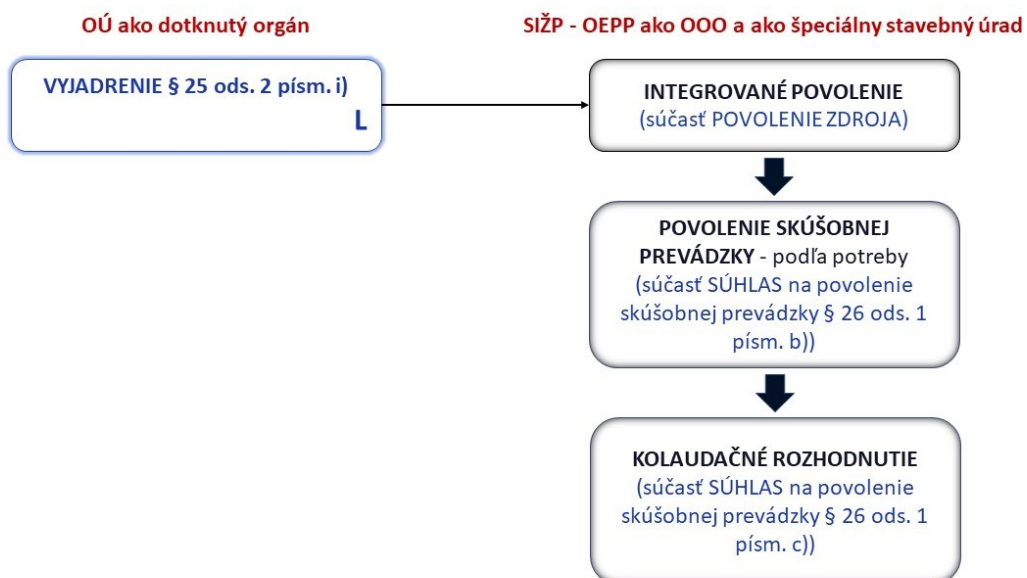 OÚ ako dotknutý orgán
SIŽP - OEPP ako OOO a ako špeciálny stavebný úrad
VYJADRENIE § 25 ods. 2 písm. i)
L
INTEGROVANÉ POVOLENIE
(súčasť POVOLENIE ZDROJA)
POVOLENIE SKÚŠOBNEJ
PREVÁDZKY - podľa potreby
(súčasť SÚHLAS na povolenie
skúšobnej prevádzky § 26 ods. 1
písm. b))
KOLAUDAČNÉ ROZHODNUTIE
(súčasť SÚHLAS na povolenie
skúšobnej prevádzky § 26 ods. 1
písm. c))